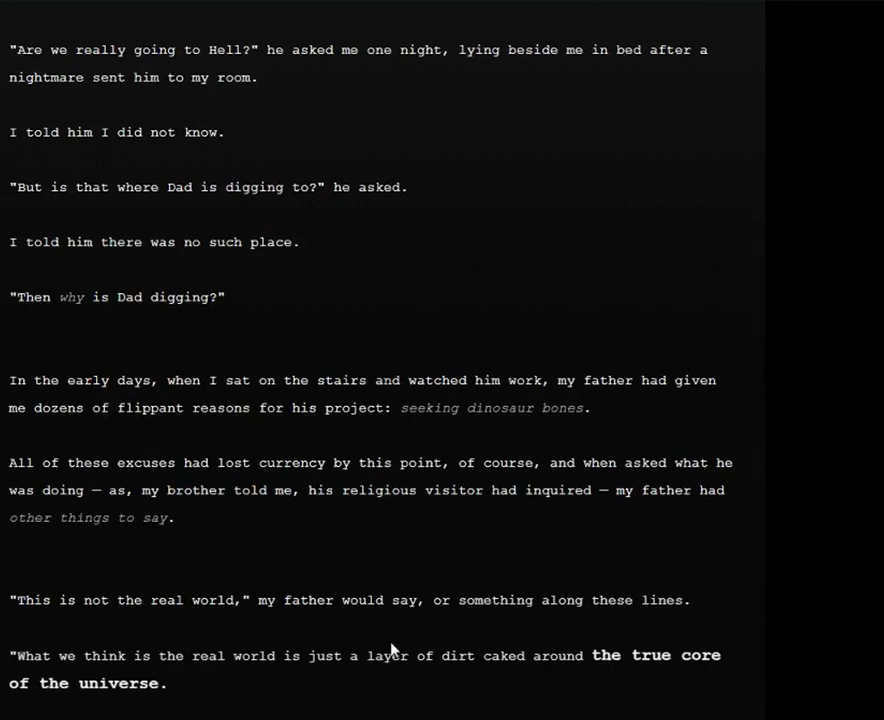 "Are we really going to Hell?" he asked me one night, lying beside me in bed after a
nightmare sent him to my room.
I told him I did not know.
"But is that where Dad is digging to?" he asked.
I told him there was no such place.
"Then why is Dad digging?"
In the early days, when I sat on the stairs and watched him work, my father had given
me dozens of flippant reasons for his project: seeking dinosaur bones.
All of these excuses had lost currency by this point, of course, and when asked what he
was doing — as, my brother told me, his religious visitor had inquired — my father had
other things to say.
"This is not the real world," my father would say, or something along these lines.
"What we think is the real world is just a layer of dirt caked around the true core
of the universe.